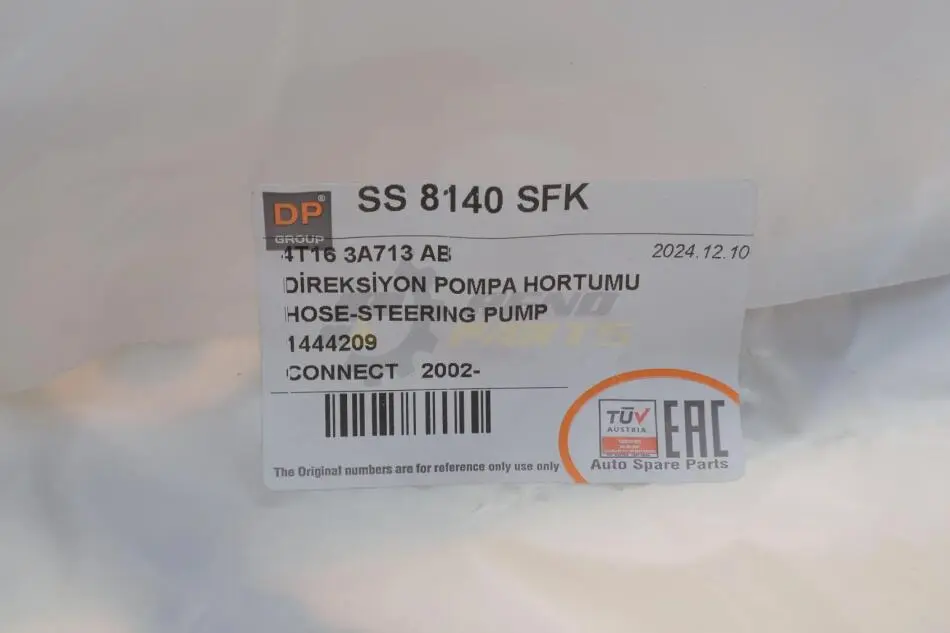 DP®
GROUP
SS 8140 SFK
4T16 3A713 AB
2024.12.10
DİREKSİYON POMPA HORTUMU
HOSE-STEERING PUMP
1444209
CONNECT 2002-
PARTS
The Original numbers are for reference only use only
TÜV
AUSTRIA
EAC
Auto Spare Parts